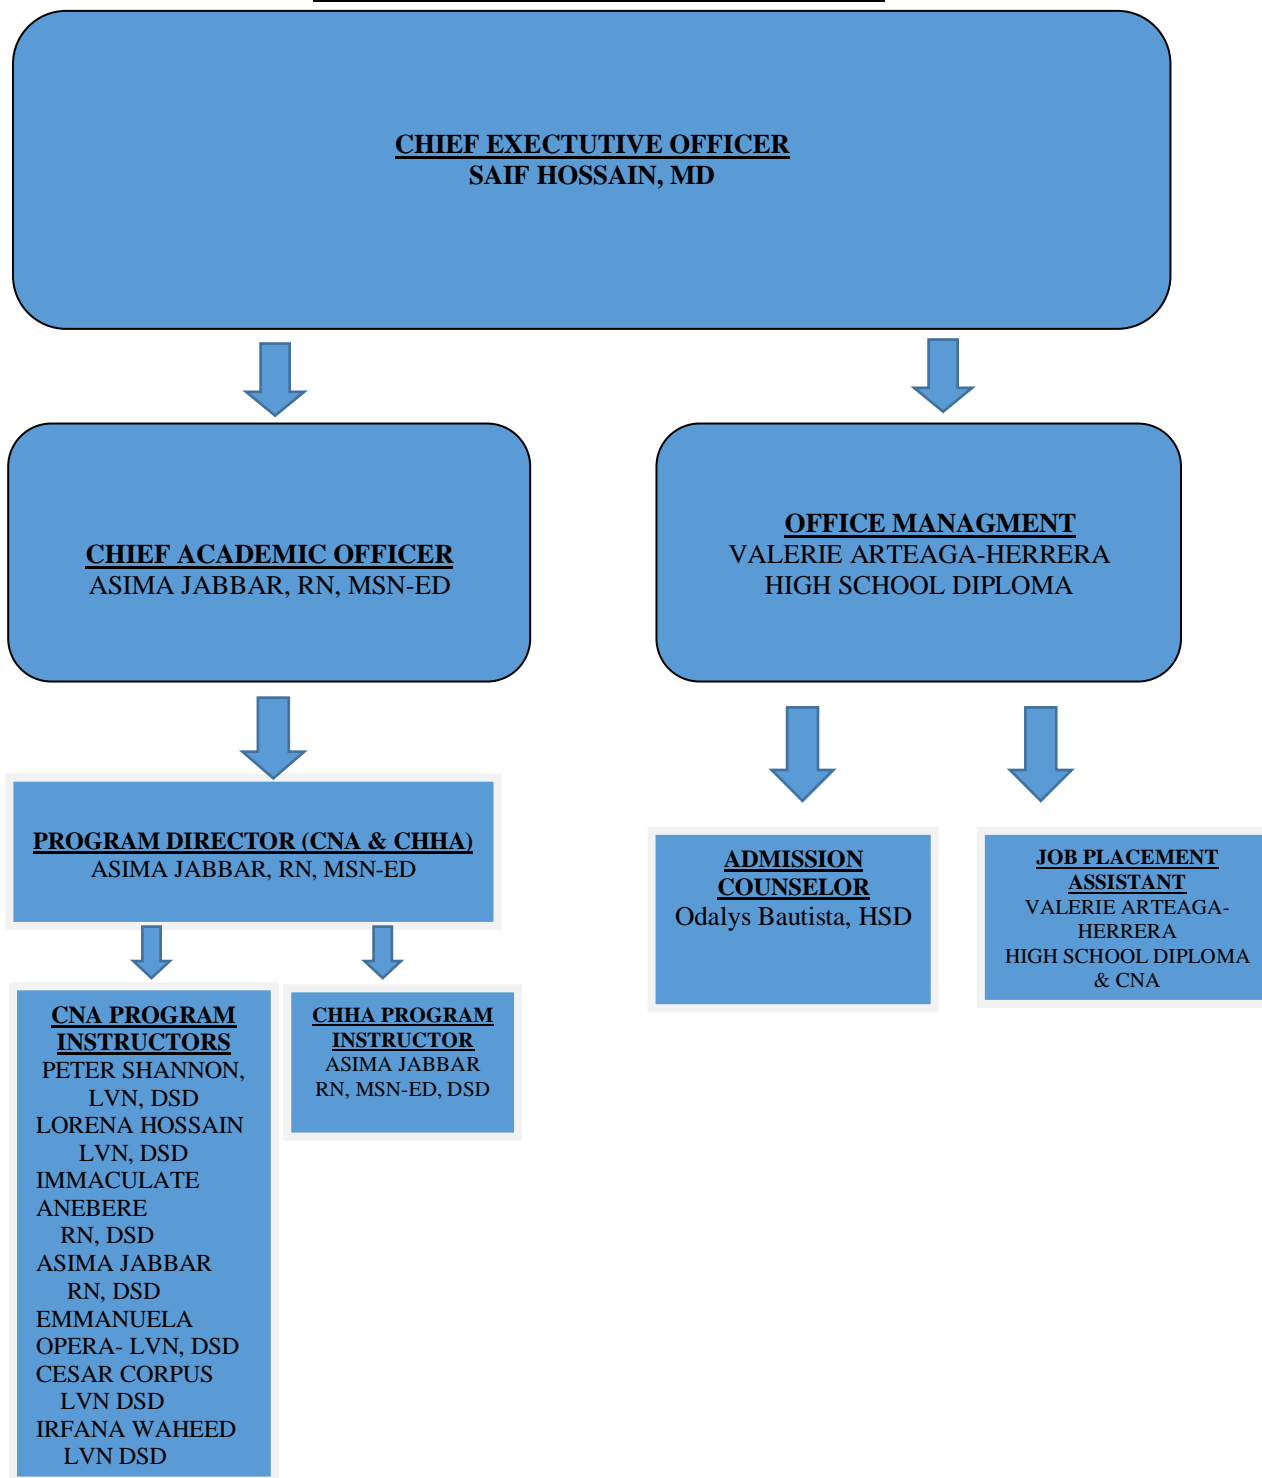 CHIEF EXECTUTIVE OFFICER
SAIF HOSSAIN, MD
CHIEF ACADEMIC OFFICER
ASIMA JABBAR, RN, MSN-ED
OFFICE MANAGMENT
VALERIE ARTEAGA-HERRERA
HIGH SCHOOL DIPLOMA
PROGRAM DIRECTOR (CNA & CHHA)
ASIMA JABBAR, RN, MSN-ED
ADMISSION
COUNSELOR
Odalys Bautista, HSD
JOB PLACEMENT
ASSISTANT
VALERIE ARTEAGA-
HERRERA
HIGH SCHOOL DIPLOMA
& CNA
CNA PROGRAM
INSTRUCTORS
PETER SHANNON,
LVN, DSD
LORENA HOSSAIN
LVN, DSD
IMMACULATE
ANEBERE
RN, DSD
ASIMA JABBAR
RN, DSD
EMMANUELA
OPERA- LVN, DSD
CESAR CORPUS
LVN DSD
IRFANA WAHEED
LVN DSD
CHHA PROGRAM
INSTRUCTOR
ASIMA JABBAR
RN, MSN-ED, DSD